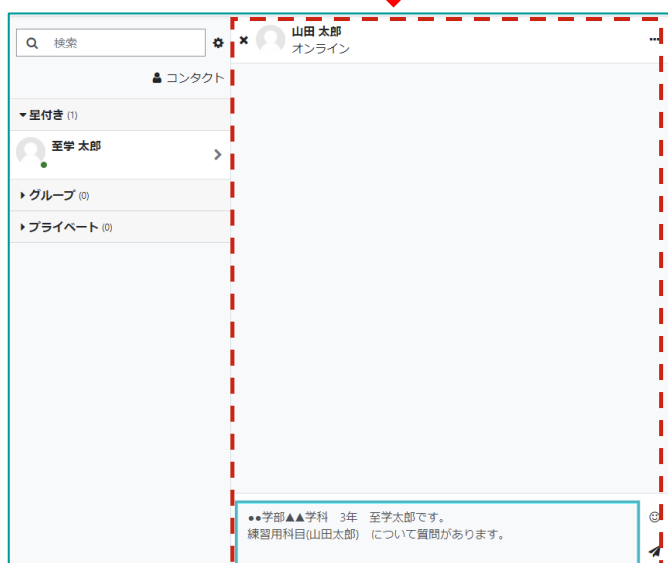 検索
コンタクト
星付き (1)
至学 太郎
グループ (0)
プライベート (0)
山田 太郎
オンライン
●●学部▲▲学科　3年　至学太郎です。
練習用科目(山田太郎)　について質問があります。